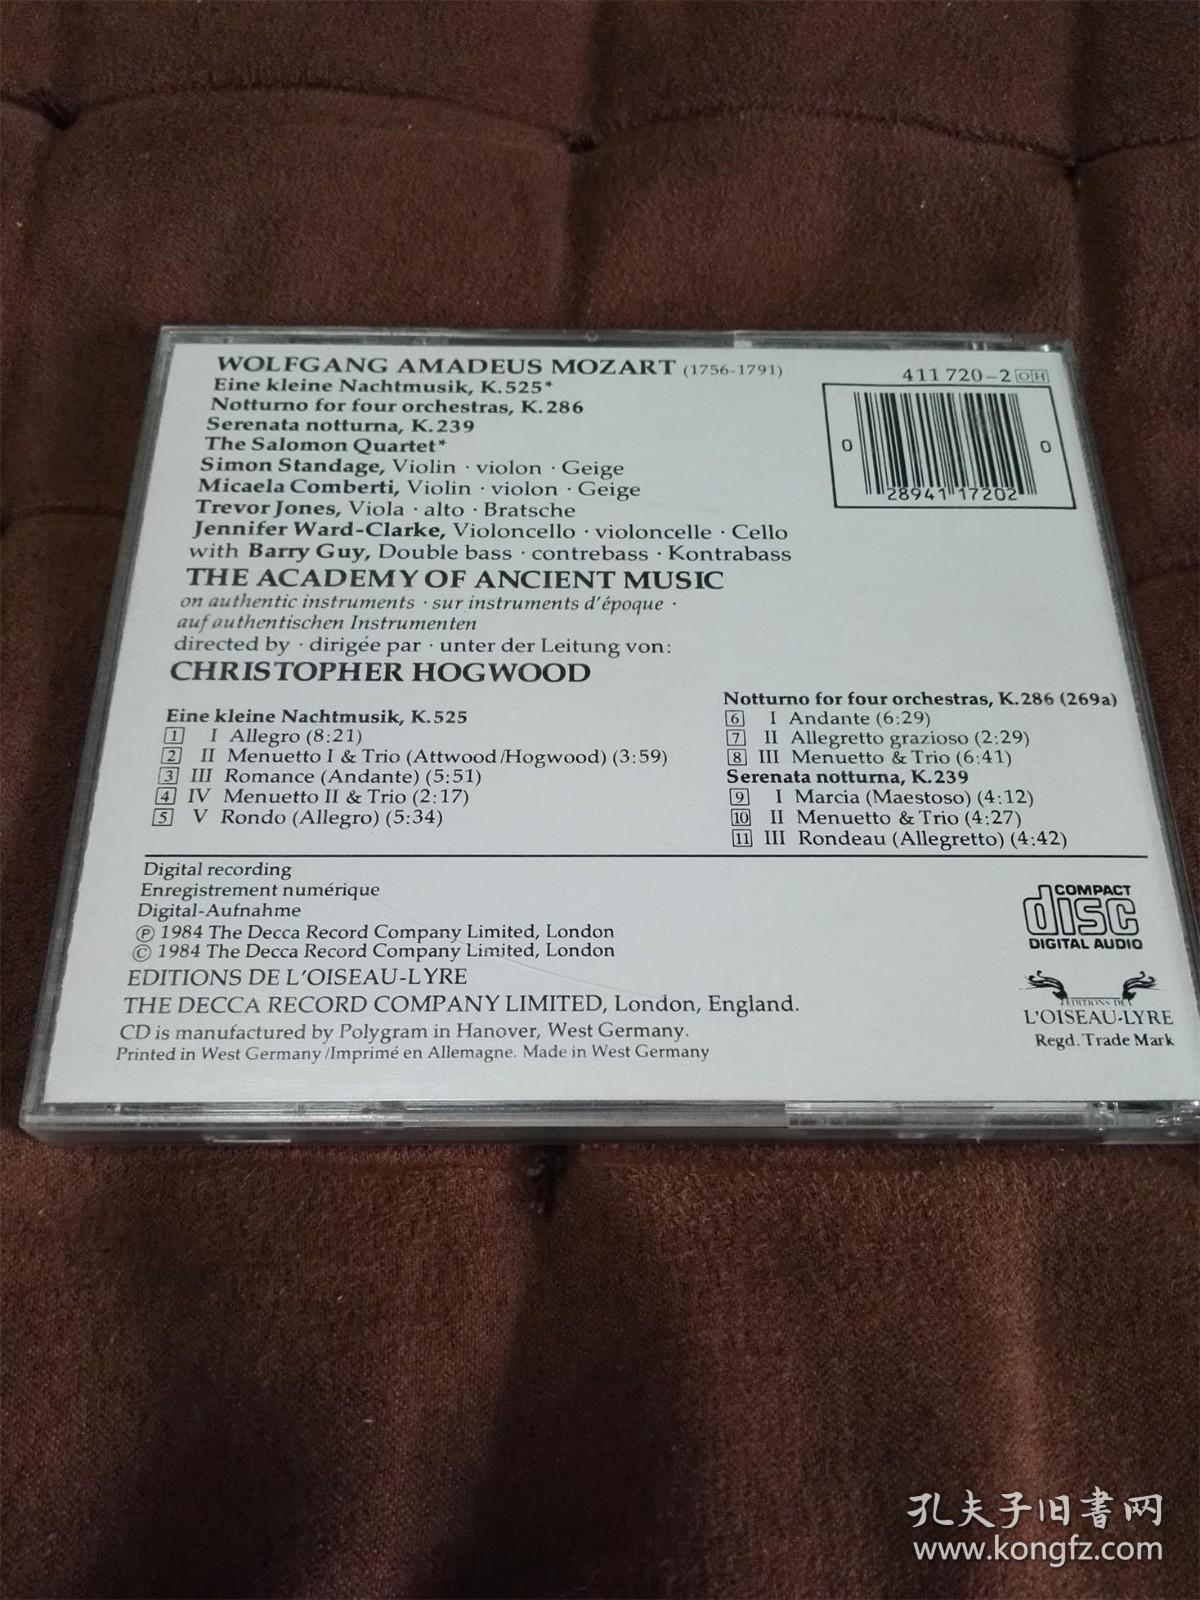 WOLFGANG AMADEUS MOZART (1756-1791)
Eine kleine Nachtmusik, K.525*
Notturno for four orchestras, K.286
Serenata notturna, K.239
The Salomon Quartet*
Simon Standage, Violin · violon · Geige
Micaela Comberti, Violin · violon · Geige
Trevor Jones, Viola · alto · Bratsche
Jennifer Ward-Clarke, Violoncello · violoncelle · Cello
with Barry Guy, Double bass · contrebass · Kontrabass
THE ACADEMY OF ANCIENT MUSIC
on authentic instruments · sur instruments d'époque ·
auf authentischen Instrumenten
directed by · dirigée par · unter der Leitung von:
CHRISTOPHER HOGWOOD
411 720-2 OH
0 28941 17202 0
Eine kleine Nachtmusik, K.525
1 I Allegro (8:21)
2 II Menuetto I & Trio (Attwood/Hogwood) (3:59)
3 III Romance (Andante) (5:51)
4 IV Menuetto II & Trio (2:17)
5 V Rondo (Allegro) (5:34)
Notturno for four orchestras, K.286 (269a)
6 I Andante (6:29)
7 II Allegretto grazioso (2:29)
8 III Menuetto & Trio (6:41)
Serenata notturna, K.239
9 I Marcia (Maestoso) (4:12)
10 II Menuetto & Trio (4:27)
11 III Rondeau (Allegretto) (4:42)
Digital recording
Enregistrement numérique
Digital-Aufnahme
Ⓟ 1984 The Decca Record Company Limited, London
© 1984 The Decca Record Company Limited, London
EDITIONS DE L'OISEAU-LYRE
THE DECCA RECORD COMPANY LIMITED, London, England.
CD is manufactured by Polygram in Hanover, West Germany.
Printed in West Germany/Imprimé en Allemagne. Made in West Germany
COMPACT
disc
DIGITAL AUDIO
EDITIONS DE
L'OISEAU-LYRE
Regd. Trade Mark
孔夫子旧书网
www.kongfz.com